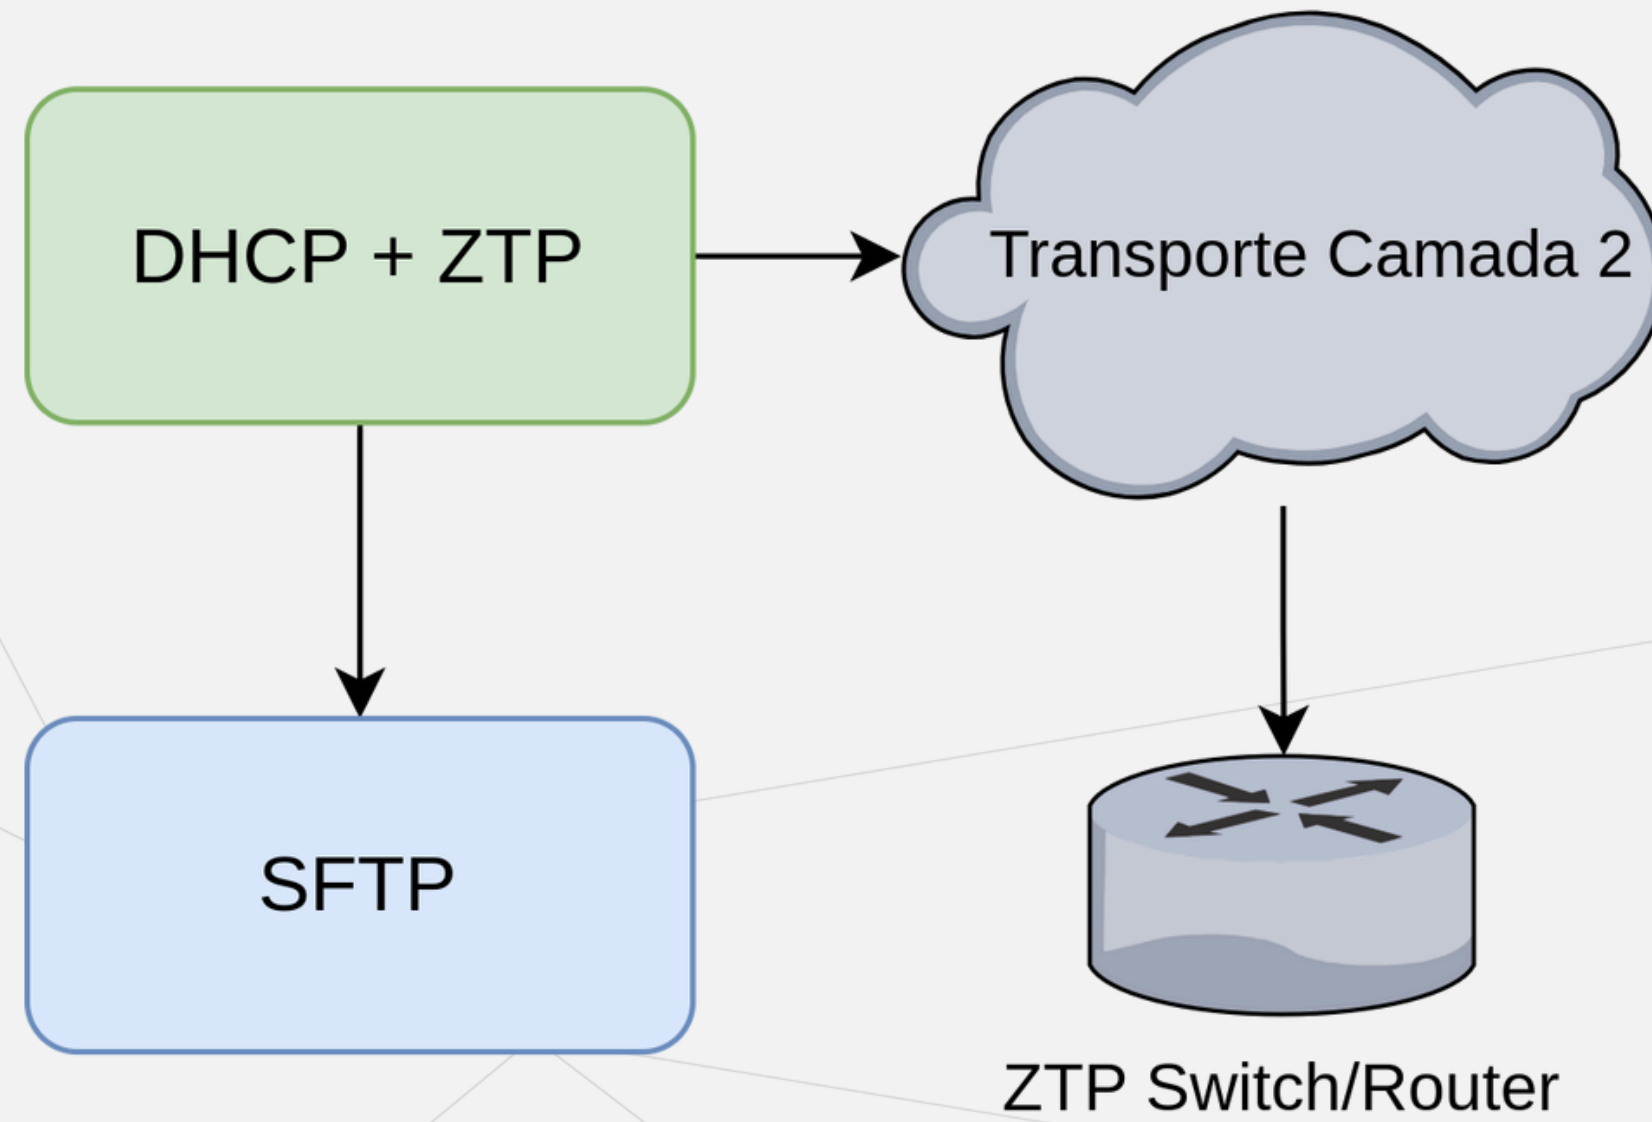 DHCP + ZTP
Transporte Camada 2
SFTP
ZTP Switch/Router